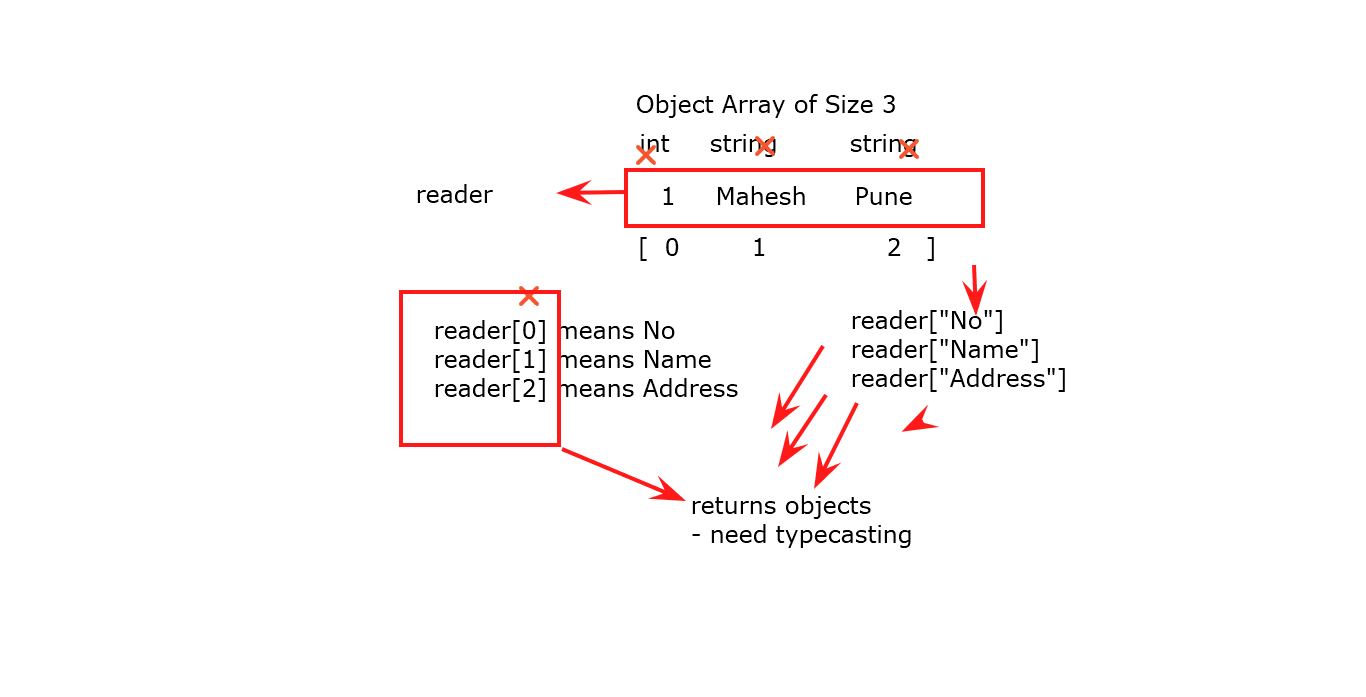 Object Array of Size 3
int string string
reader 1 Mahesh Pune
[ 0 1 2 ]
reader[0] means No
reader[1] means Name
reader[2] means Address
reader["No"]
reader["Name"]
reader["Address"]
returns objects
- need typecasting